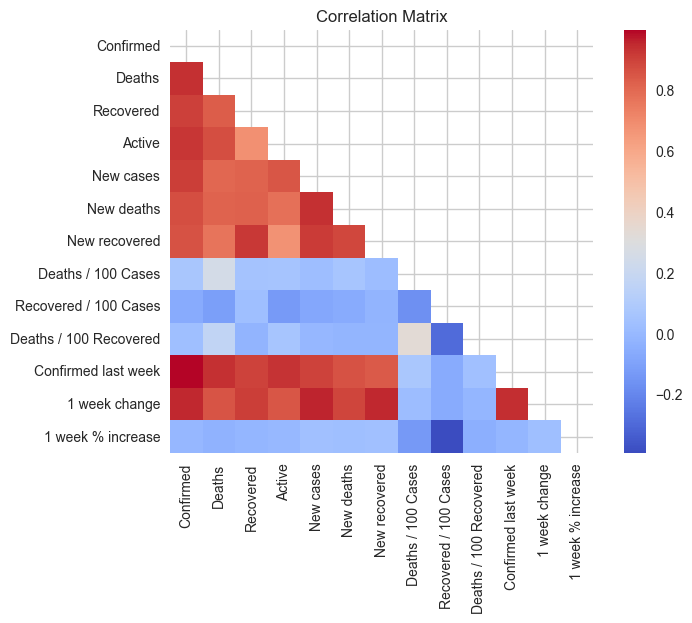 Correlation Matrix
Confirmed
Deaths
Recovered
Active
New cases
New deaths
New recovered
Deaths / 100 Cases
Recovered / 100 Cases
Deaths / 100 Recovered
Confirmed last week
1 week change
1 week % increase
Confirmed
Deaths
Recovered
Active
New cases
New deaths
New recovered
Deaths / 100 Cases
Recovered / 100 Cases
Deaths / 100 Recovered
Confirmed last week
1 week change
1 week % increase
0.8
0.6
0.4
0.2
0.0
−0.2